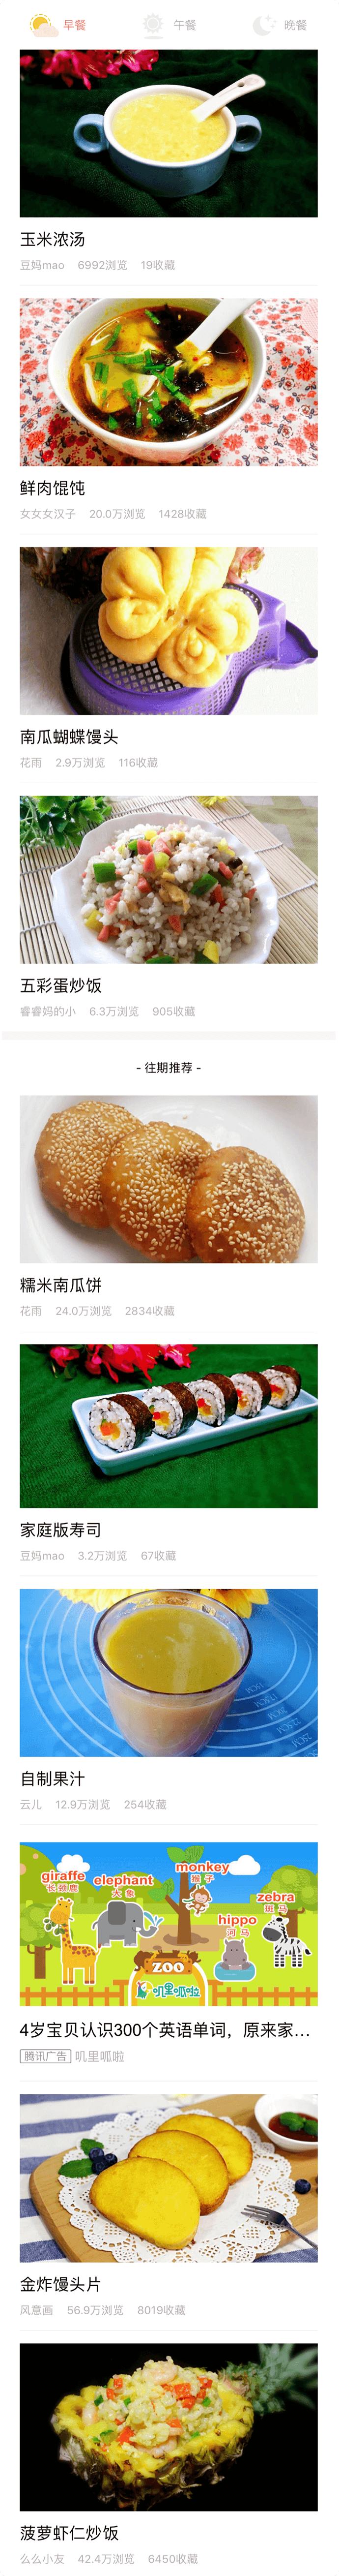 早餐
午餐
晚餐
玉米浓汤
豆妈mao 6992浏览 19收藏
鲜肉馄饨
女女女汉子 20.0万浏览 1428收藏
南瓜蝴蝶馒头
花雨 2.9万浏览 116收藏
五彩蛋炒饭
睿睿妈的小 6.3万浏览 905收藏
- 往期推荐 -
糯米南瓜饼
花雨 24.0万浏览 2834收藏
家庭版寿司
豆妈mao 3.2万浏览 67收藏
15CM
自制果汁
云儿 12.9万浏览 254收藏
giraffe
长颈鹿
elephant
大象
monkey
猴子
zebra
斑马
hippo
河马
ZOO
叽里呱啦
4岁宝贝认识300个英语单词，原来家...
腾讯广告 叽里呱啦
金炸馒头片
风意画 56.9万浏览 8019收藏
菠萝虾仁炒饭
么么小友 42.4万浏览 6450收藏